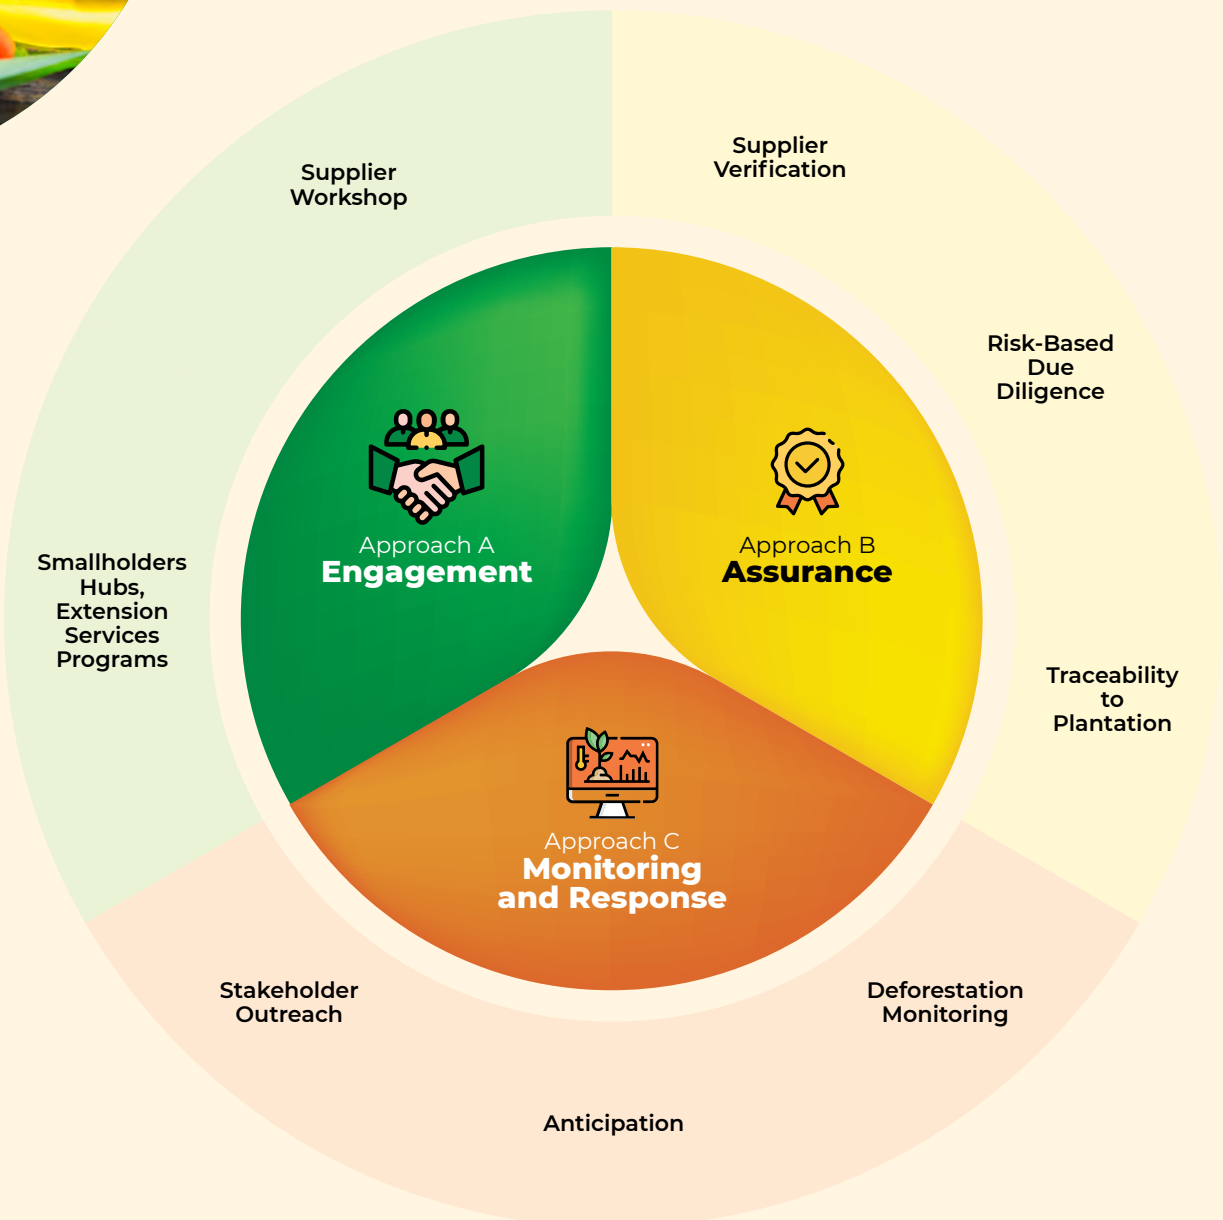 Supplier
Workshop
Supplier
Verification
Risk-Based
Due
Diligence
Approach A
Engagement
Approach B
Assurance
Smallholders
Hubs,
Extension
Services
Programs
Traceability
to
Plantation
Approach C
Monitoring
and Response
Stakeholder
Outreach
Deforestation
Monitoring
Anticipation